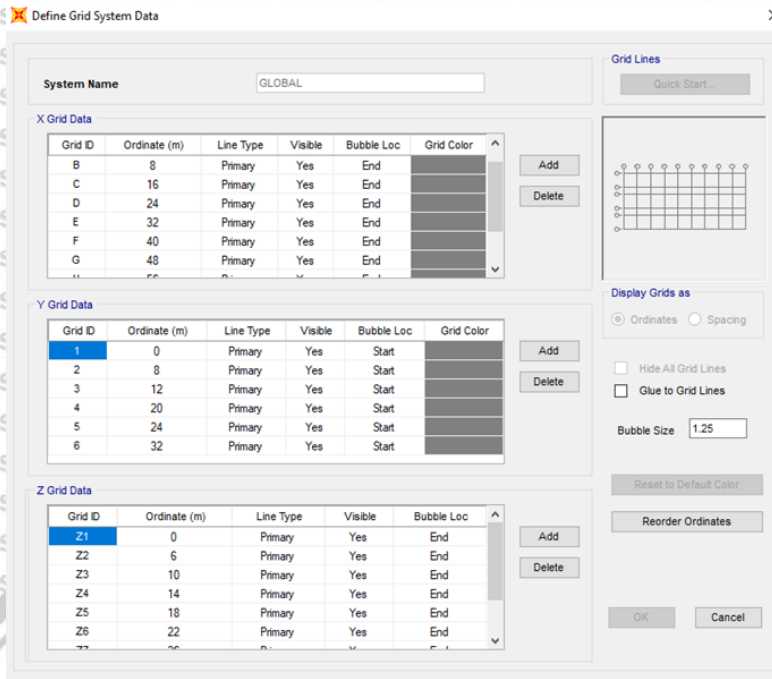 Define Grid System Data
Grid Lines
System Name GLOBAL Quick Start...
X Grid Data
Grid ID Ordinate (m) Line Type Visible Bubble Loc Grid Color
B 8 Primary Yes End Add
C 16 Primary Yes End
D 24 Primary Yes End Delete
E 32 Primary Yes End
F 40 Primary Yes End
G 48 Primary Yes End
Y Grid Data
Display Grids as
Ordinates Spacing
Grid ID Ordinate (m) Line Type Visible Bubble Loc Grid Color
1 0 Primary Yes Start Add
2 8 Primary Yes Start Hide All Grid Lines
3 12 Primary Yes Start Delete Glue to Grid Lines
4 20 Primary Yes Start
5 24 Primary Yes Start Bubble Size 1.25
6 32 Primary Yes Start
Z Grid Data
Reset to Default Color
Grid ID Ordinate (m) Line Type Visible Bubble Loc
Reorder Ordinates
Z1 0 Primary Yes End Add
Z2 6 Primary Yes End
Z3 10 Primary Yes End Delete
Z4 14 Primary Yes End
Z5 18 Primary Yes End
OK Cancel
Z6 22 Primary Yes End